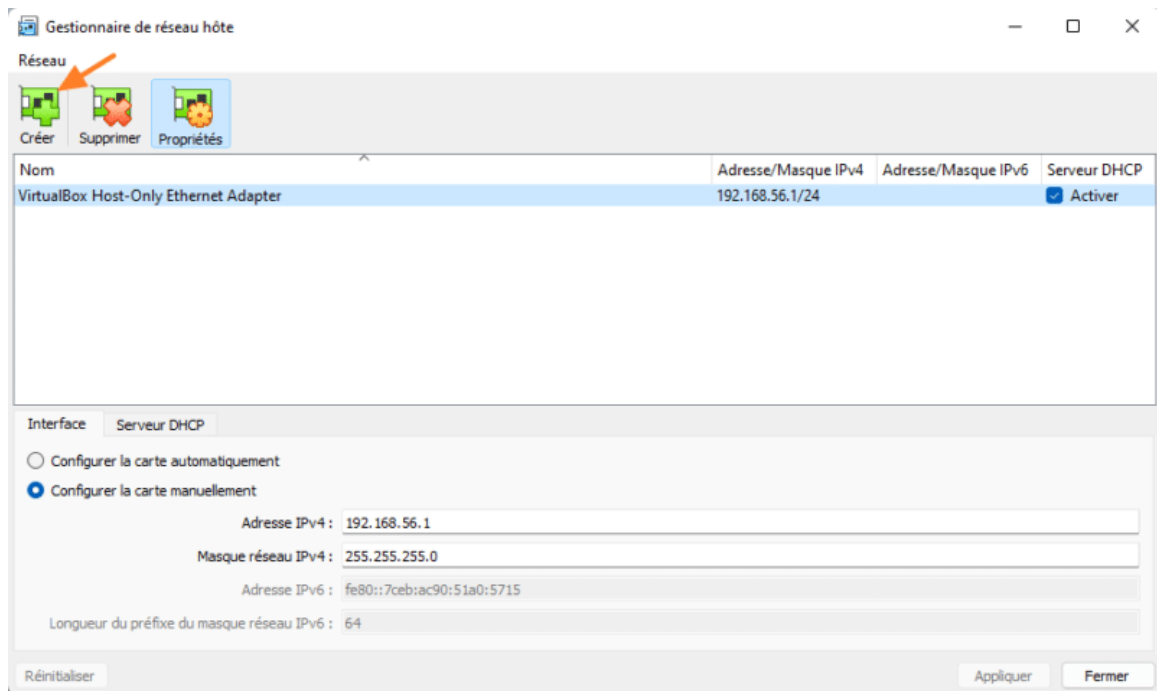 Gestionnaire de réseau hôte
Réseau
Créer Supprimer Propriétés
Nom Adresse/Masque IPv4 Adresse/Masque IPv6 Serveur DHCP
VirtualBox Host-Only Ethernet Adapter 192.168.56.1/24 Activer
Interface Serveur DHCP
Configurer la carte automatiquement
Configurer la carte manuellement
Adresse IPv4 : 192.168.56.1
Masque réseau IPv4 : 255.255.255.0
Adresse IPv6 : fe80::7ceb:ac90:51a0:5715
Longueur du préfixe du masque réseau IPv6 : 64
Réinitialiser Appliquer Fermer